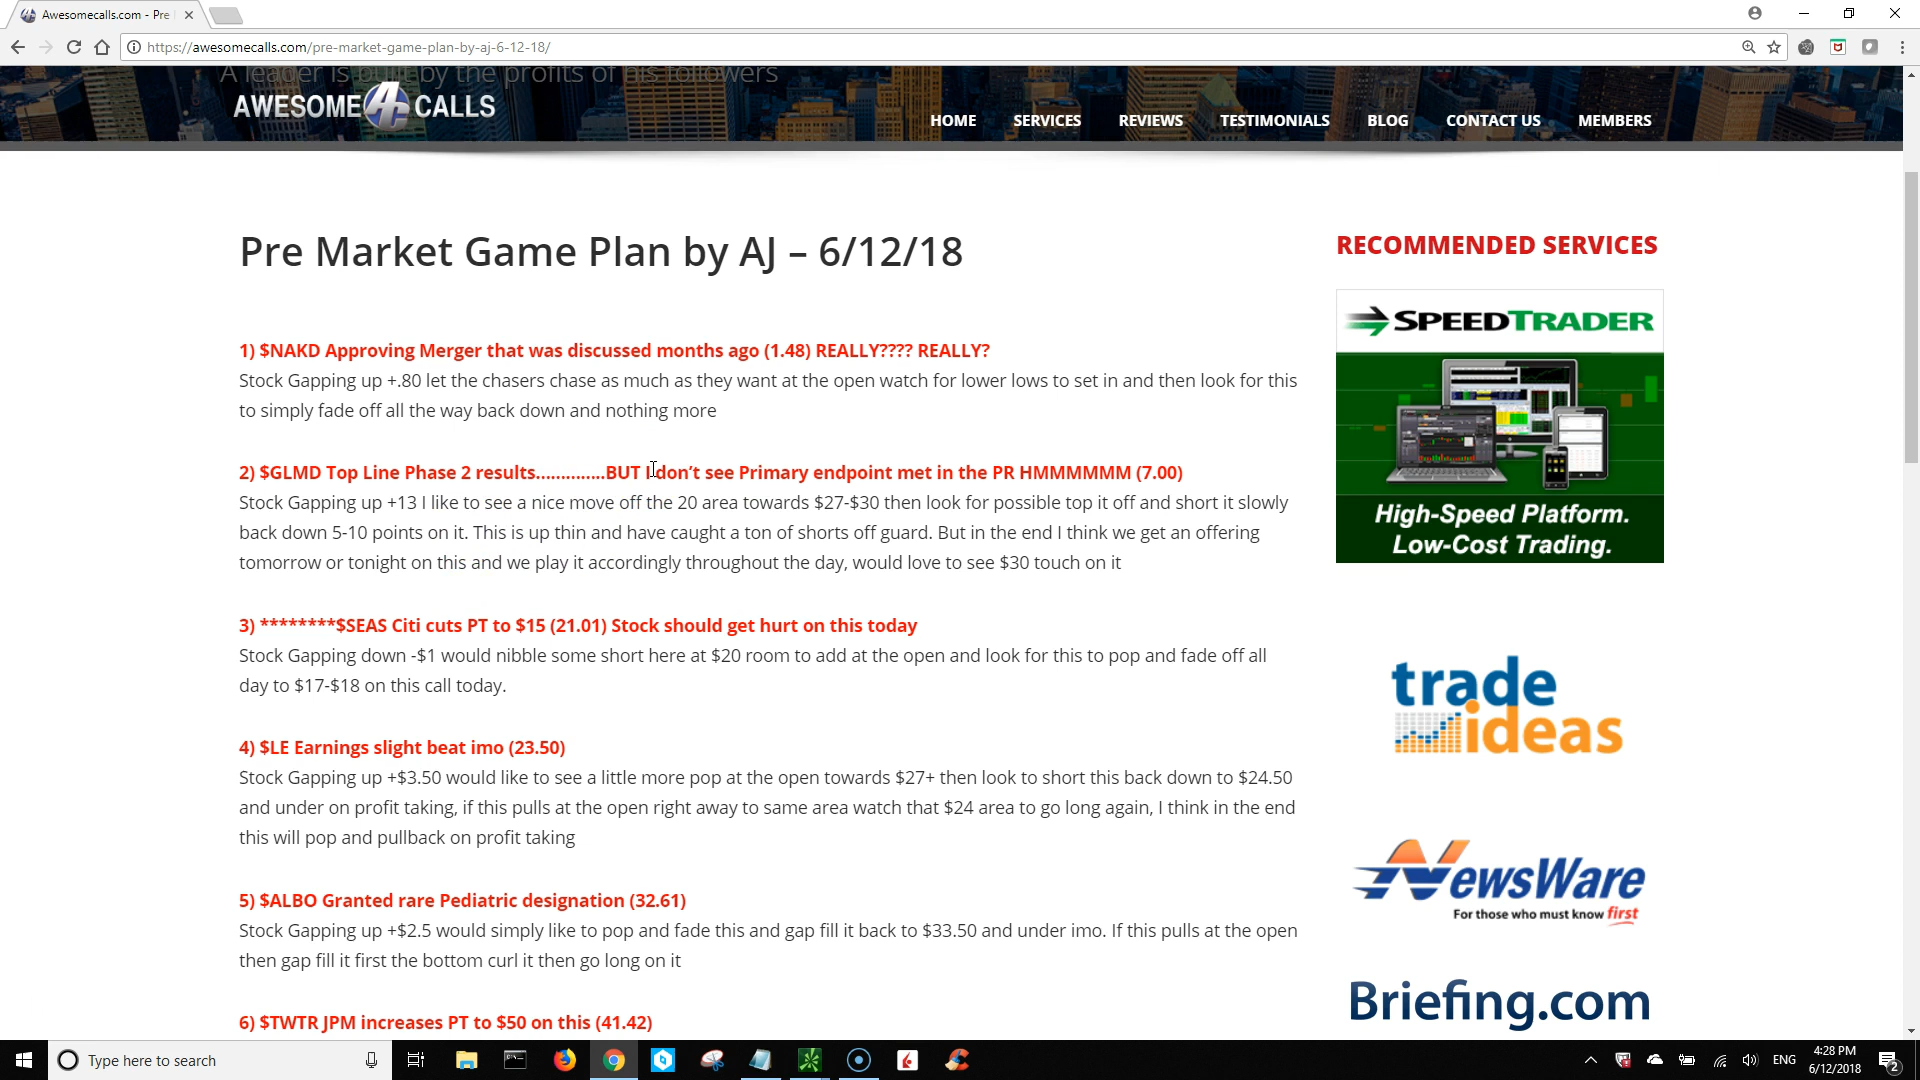 Awesomecalls.com - Pre
https://awesomecalls.com/pre-market-game-plan-by-aj-6-12-18/
A leader is built by the profits of his followers
AWESOME CALLS
HOME SERVICES REVIEWS TESTIMONIALS BLOG CONTACT US MEMBERS
Pre Market Game Plan by AJ – 6/12/18
1) $NAKD Approving Merger that was discussed months ago (1.48) REALLY???? REALLY?
Stock Gapping up +.80 let the chasers chase as much as they want at the open watch for lower lows to set in and then look for this
to simply fade off all the way back down and nothing more
2) $GLMD Top Line Phase 2 results…………..BUT I don’t see Primary endpoint met in the PR HMMMMMM (7.00)
Stock Gapping up +13 I like to see a nice move off the 20 area towards $27-$30 then look for possible top it off and short it slowly
back down 5-10 points on it. This is up thin and have caught a ton of shorts off guard. But in the end I think we get an offering
tomorrow or tonight on this and we play it accordingly throughout the day, would love to see $30 touch on it
3) ********$SEAS Citi cuts PT to $15 (21.01) Stock should get hurt on this today
Stock Gapping down -$1 would nibble some short here at $20 room to add at the open and look for this to pop and fade off all
day to $17-$18 on this call today.
4) $LE Earnings slight beat imo (23.50)
Stock Gapping up +$3.50 would like to see a little more pop at the open towards $27+ then look to short this back down to $24.50
and under on profit taking, if this pulls at the open right away to same area watch that $24 area to go long again, I think in the end
this will pop and pullback on profit taking
5) $ALBO Granted rare Pediatric designation (32.61)
Stock Gapping up +$2.5 would simply like to pop and fade this and gap fill it back to $33.50 and under imo. If this pulls at the open
then gap fill it first the bottom curl it then go long on it
6) $TWTR JPM increases PT to $50 on this (41.42)
RECOMMENDED SERVICES
SPEEDTRADER
High-Speed Platform.
Low-Cost Trading.
trade
ideas
NewsWare
For those who must know first
Briefing.com
Type here to search
ENG
4:28 PM
6/12/2018
2